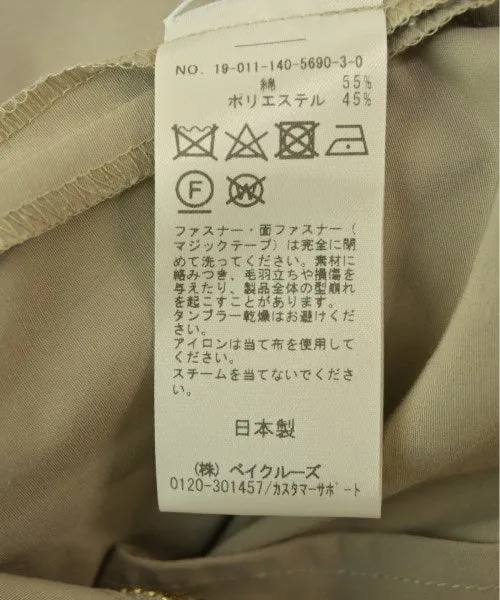 NO. 19-011-140-5690-3-0
綿 55%
ポリエステル 45%
F
W
ファスナー・面ファスナー(
マジックテープ)は完全に閉
めて洗ってください。素材に
絡みつき、毛羽立ちや損傷
を与えたり、製品全体の型崩れ
を起こすことがあります。
タンブラー乾燥はお避けくだ
さい。
アイロンは当て布を使用して
ください。
スチームを当てないでくださ
い。
日本製
(株) ベイクルーズ
0120-301457/カスタマーサポート